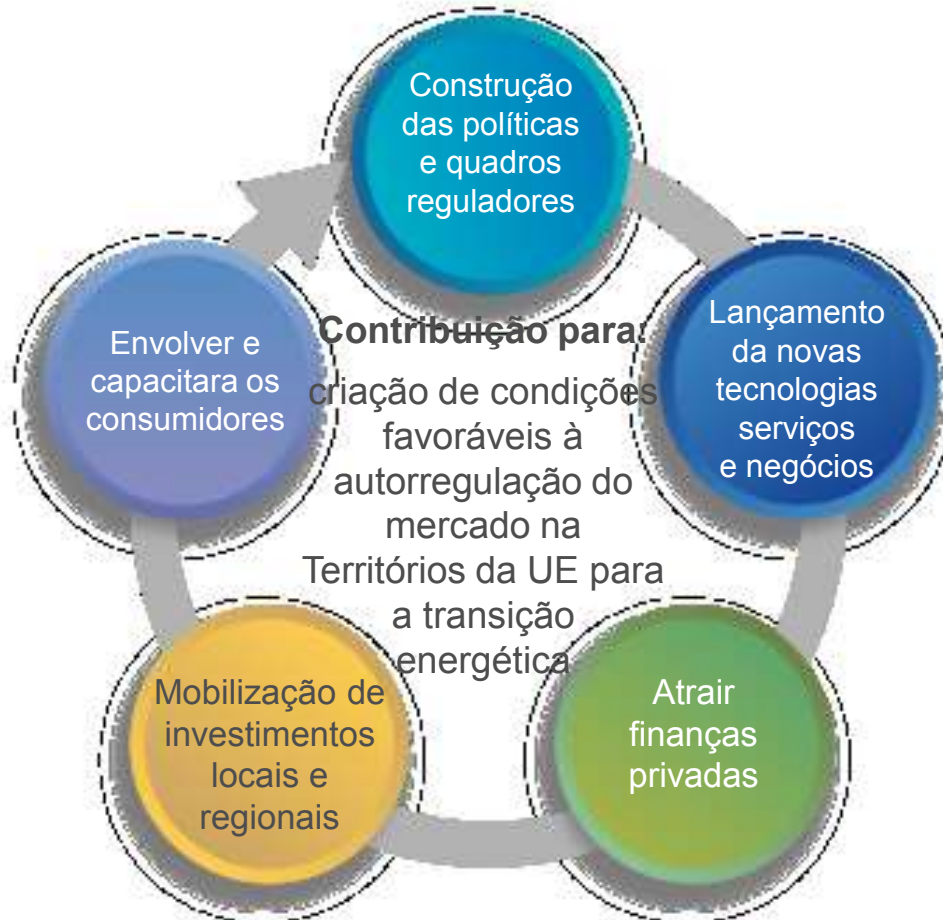 Construção
das políticas
e quadros
reguladores
Lançamento
da novas
tecnologias
serviços
e negócios
Atrair
finanças
privadas
Mobilização de
investimentos
locais e
regionais
Envolver e
capacitara os
consumidores
Contribuição para:
criação de condições
favoráveis à
autorregulação do
mercado na
Territórios da UE para
a transição
energética